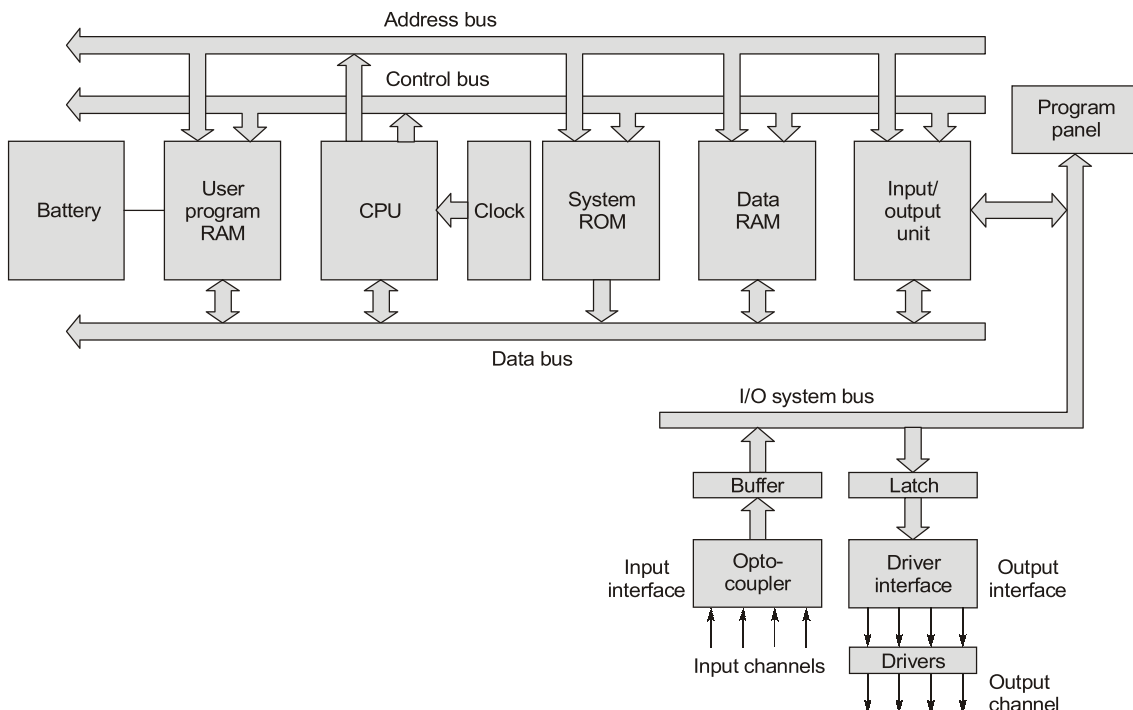 Address bus
Control bus
Program
panel
Battery
User
program
RAM
CPU
Clock
System
ROM
Data
RAM
Input/
output
unit
Data bus
I/O system bus
Buffer
Latch
Input
interface
Opto-
coupler
Driver
interface
Output
interface
Input channels
Drivers
Output
channel